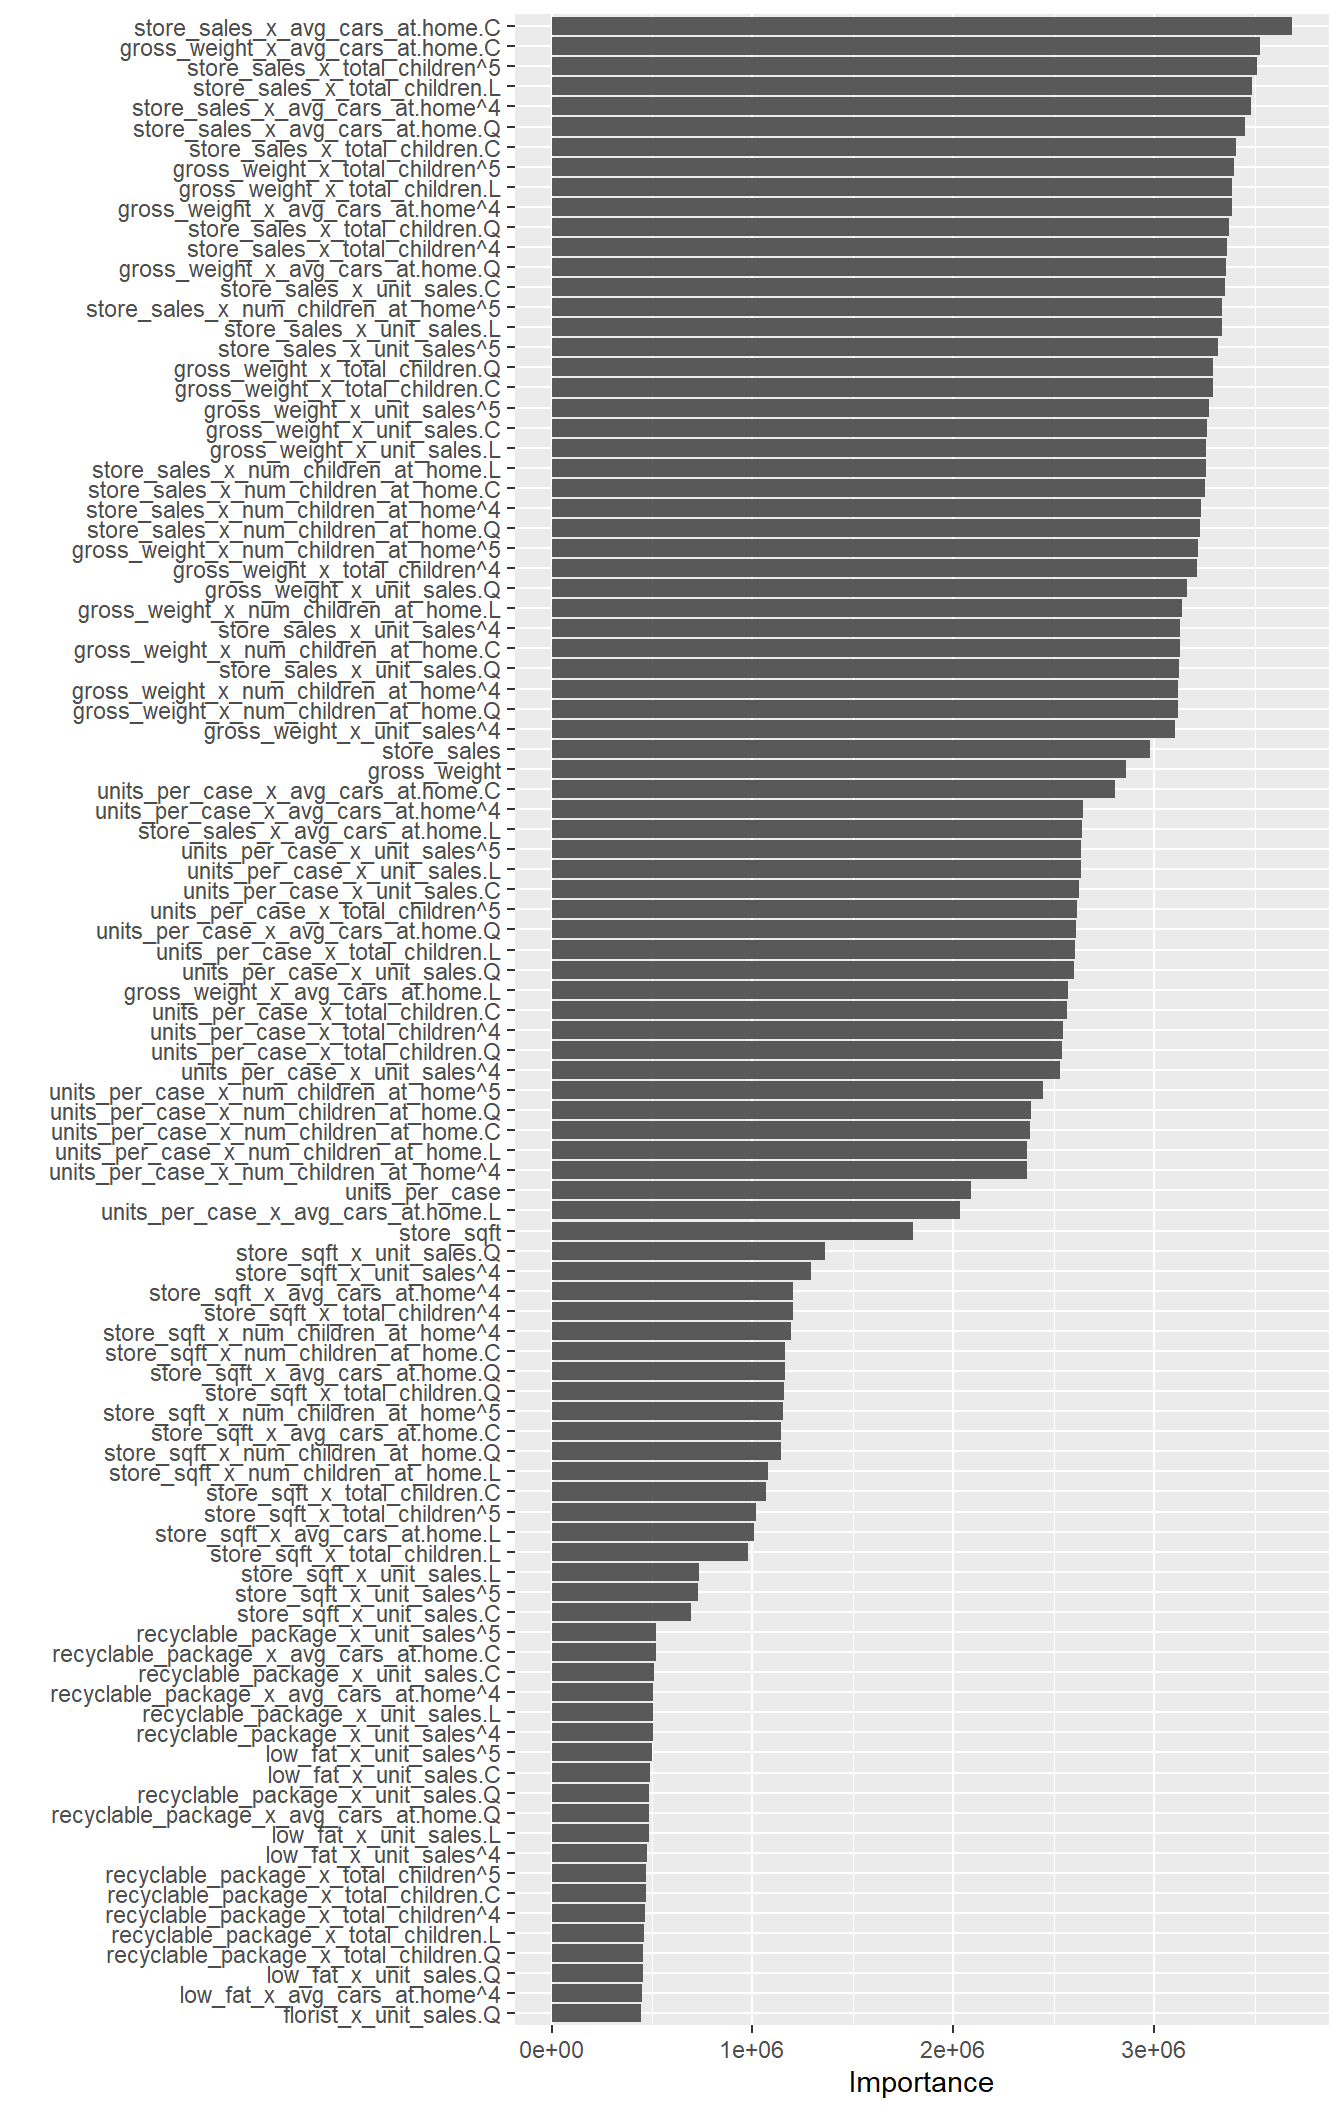 store_sales_x_avg_cars_at.home.C
gross_weight_x_avg_cars_at.home.C
store_sales_x_total_children^5
store_sales_x_total_children.L
store_sales_x_avg_cars_at.home^4
store_sales_x_avg_cars_at.home.Q
store_sales_x_total_children.C
gross_weight_x_total_children^5
gross_weight_x_total_children.L
gross_weight_x_avg_cars_at.home^4
store_sales_x_total_children.Q
store_sales_x_total_children^4
gross_weight_x_avg_cars_at.home.Q
store_sales_x_unit_sales.C
store_sales_x_num_children_at_home^5
store_sales_x_unit_sales.L
store_sales_x_unit_sales^5
gross_weight_x_total_children.Q
gross_weight_x_total_children.C
gross_weight_x_unit_sales^5
gross_weight_x_unit_sales.C
gross_weight_x_unit_sales.L
store_sales_x_num_children_at_home.L
store_sales_x_num_children_at_home.C
store_sales_x_num_children_at_home^4
store_sales_x_num_children_at_home.Q
gross_weight_x_num_children_at_home^5
gross_weight_x_total_children^4
gross_weight_x_unit_sales.Q
gross_weight_x_num_children_at_home.L
store_sales_x_unit_sales^4
gross_weight_x_num_children_at_home.C
store_sales_x_unit_sales.Q
gross_weight_x_num_children_at_home^4
gross_weight_x_num_children_at_home.Q
gross_weight_x_unit_sales^4
store_sales
gross_weight
units_per_case_x_avg_cars_at.home.C
units_per_case_x_avg_cars_at.home^4
store_sales_x_avg_cars_at.home.L
units_per_case_x_unit_sales^5
units_per_case_x_unit_sales.L
units_per_case_x_unit_sales.C
units_per_case_x_total_children^5
units_per_case_x_avg_cars_at.home.Q
units_per_case_x_total_children.L
units_per_case_x_unit_sales.Q
gross_weight_x_avg_cars_at.home.L
units_per_case_x_total_children.C
units_per_case_x_total_children^4
units_per_case_x_total_children.Q
units_per_case_x_unit_sales^4
units_per_case_x_num_children_at_home^5
units_per_case_x_num_children_at_home.Q
units_per_case_x_num_children_at_home.C
units_per_case_x_num_children_at_home.L
units_per_case_x_num_children_at_home^4
units_per_case
units_per_case_x_avg_cars_at.home.L
store_sqft
store_sqft_x_unit_sales.Q
store_sqft_x_unit_sales^4
store_sqft_x_avg_cars_at.home^4
store_sqft_x_total_children^4
store_sqft_x_num_children_at_home^4
store_sqft_x_num_children_at_home.C
store_sqft_x_avg_cars_at.home.Q
store_sqft_x_total_children.Q
store_sqft_x_num_children_at_home^5
store_sqft_x_avg_cars_at.home.C
store_sqft_x_num_children_at_home.Q
store_sqft_x_num_children_at_home.L
store_sqft_x_total_children.C
store_sqft_x_total_children^5
store_sqft_x_avg_cars_at.home.L
store_sqft_x_total_children.L
store_sqft_x_unit_sales.L
store_sqft_x_unit_sales^5
store_sqft_x_unit_sales.C
recyclable_package_x_unit_sales^5
recyclable_package_x_avg_cars_at.home.C
recyclable_package_x_unit_sales.C
recyclable_package_x_avg_cars_at.home^4
recyclable_package_x_unit_sales.L
recyclable_package_x_unit_sales^4
low_fat_x_unit_sales^5
low_fat_x_unit_sales.C
recyclable_package_x_unit_sales.Q
recyclable_package_x_avg_cars_at.home.Q
low_fat_x_unit_sales.L
low_fat_x_unit_sales^4
recyclable_package_x_total_children^5
recyclable_package_x_total_children.C
recyclable_package_x_total_children^4
recyclable_package_x_total_children.L
recyclable_package_x_total_children.Q
low_fat_x_unit_sales.Q
low_fat_x_avg_cars_at.home^4
florist_x_unit_sales.Q
0e+00 1e+06 2e+06 3e+06
Importance